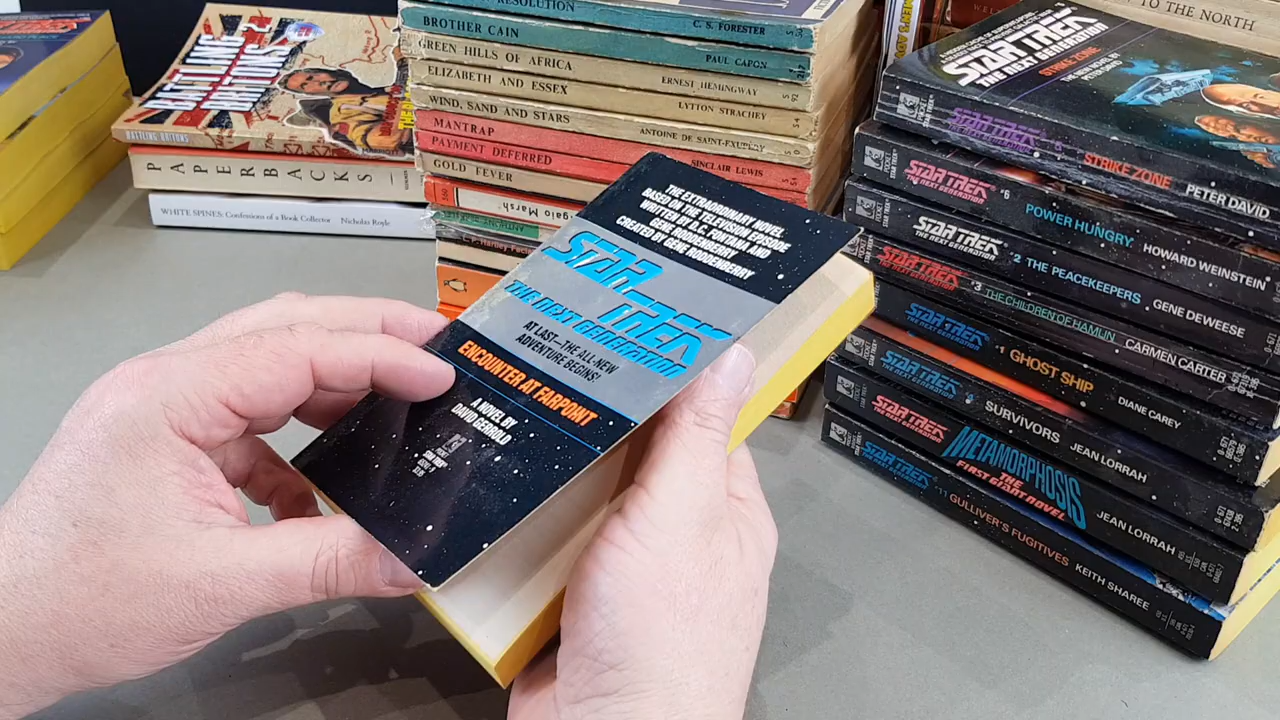 BATTLING
BRITONS
BATTLING BRITONS
PAPERBACKS
WHITE SPINES: Confessions of a Book Collector Nicholas Royle
RESOLUTION C. S. FORESTER
BROTHER CAIN PAUL CAPON
GREEN HILLS OF AFRICA ERNEST HEMINGWAY
ELIZABETH AND ESSEX LYTTON STRACHEY
WIND, SAND AND STARS ANTOINE DE SAINT-EXUPÉRY
MANTRAP SINCLAIR LEWIS
PAYMENT DEFERRED
GOLD FEVER
Ngaio Marsh
THE EXTRAORDINARY NOVEL
BASED ON THE TELEVISION EPISODE
WRITTEN BY D.C. FONTANA AND
GENE RODDENBERRY
CREATED BY GENE RODDENBERRY
STAR TREK
THE NEXT GENERATION
AT LAST—THE ALL-NEW
ADVENTURE BEGINS!
ENCOUNTER AT FARPOINT
A NOVEL BY
DAVID GERROLD
TO THE NORTH
STAR TREK
THE NEXT GENERATION
STRIKE ZONE
STAR TREK
THE NEXT GENERATION
STRIKE ZONE PETER DAVID
STAR TREK
THE NEXT GENERATION
#6 POWER HUNGRY HOWARD WEINSTEIN
STAR TREK
THE NEXT GENERATION
#2 THE PEACEKEEPERS GENE DEWEESE
STAR TREK
THE NEXT GENERATION
#3 THE CHILDREN OF HAMLIN CARMEN CARTER
STAR TREK
THE NEXT GENERATION
#1 GHOST SHIP DIANE CAREY
STAR TREK
THE NEXT GENERATION
SURVIVORS JEAN LORRAH
STAR TREK
THE NEXT GENERATION
METAMORPHOSIS
THE
FIRST GIANT NOVEL
JEAN LORRAH
STAR TREK
THE NEXT GENERATION
#11 GULLIVER'S FUGITIVES KEITH SHAREE